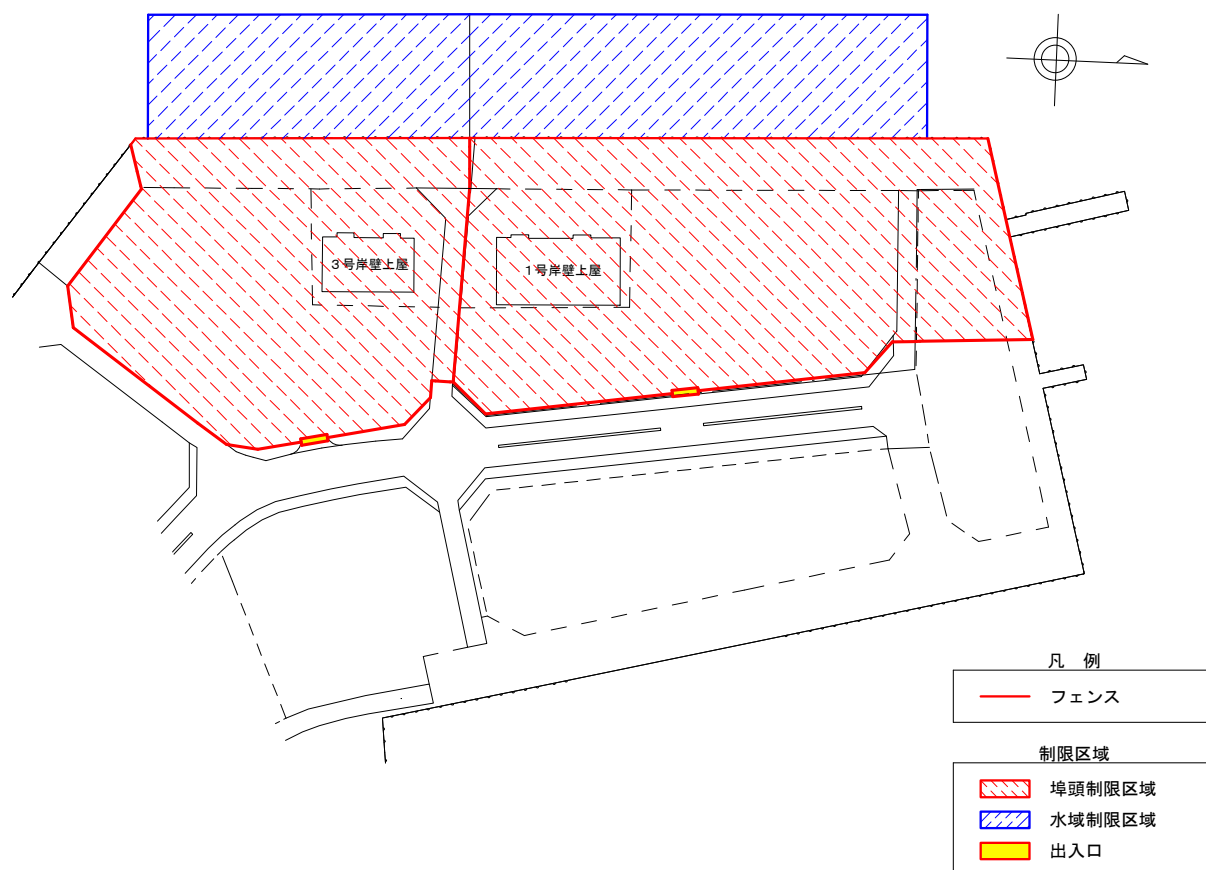 ３号岸壁上屋
１号岸壁上屋
凡　例
フェンス
制限区域
埠頭制限区域
水域制限区域
出入口